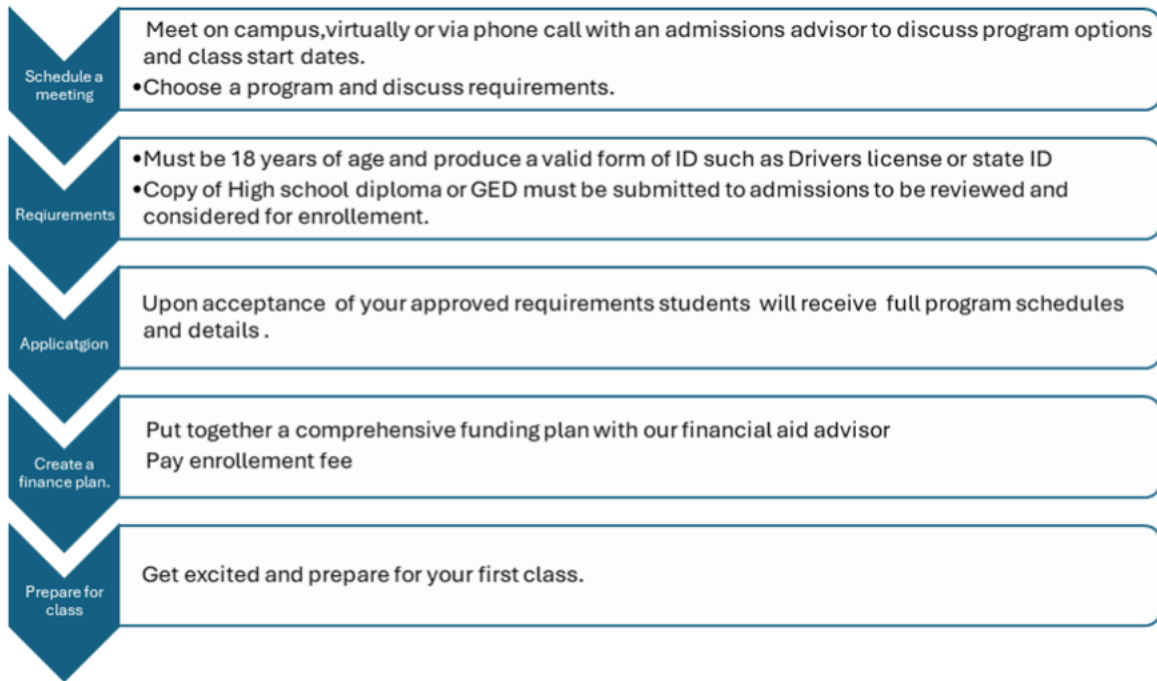 Schedule a
meeting
Meet on campus,virtually or via phone call with an admissions advisor to discuss program options
and class start dates.
•Choose a program and discuss requirements.
Reqiurements
•Must be 18 years of age and produce a valid form of ID such as Drivers license or state ID
•Copy of High school diploma or GED must be submitted to admissions to be reviewed and
considered for enrollement.
Applicatgion
Upon acceptance of your approved requirements students will receive full program schedules
and details .
Create a
finance plan.
Put together a comprehensive funding plan with our financial aid advisor
Pay enrollement fee
Prepare for
class
Get excited and prepare for your first class.